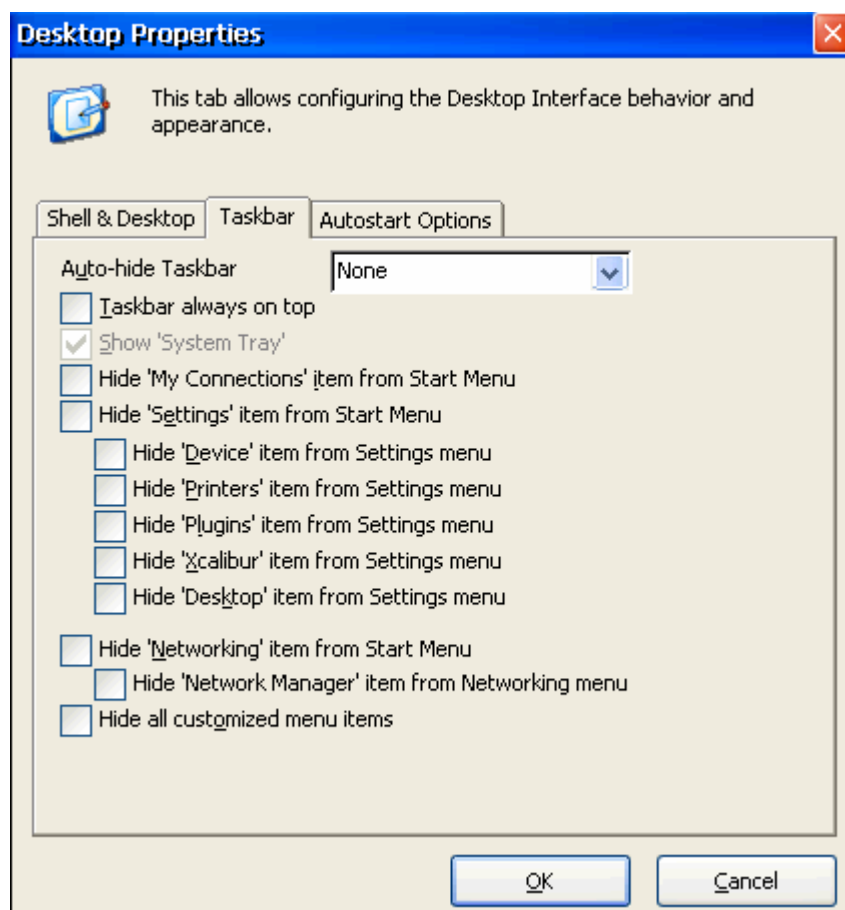 Desktop Properties
This tab allows configuring the Desktop Interface behavior and
appearance.
Shell & Desktop
Taskbar
Autostart Options
Auto-hide Taskbar
None
Taskbar always on top
Show 'System Tray'
Hide 'My Connections' item from Start Menu
Hide 'Settings' item from Start Menu
Hide 'Device' item from Settings menu
Hide 'Printers' item from Settings menu
Hide 'Plugins' item from Settings menu
Hide 'Xcalibur' item from Settings menu
Hide 'Desktop' item from Settings menu
Hide 'Networking' item from Start Menu
Hide 'Network Manager' item from Networking menu
Hide all customized menu items
OK
Cancel